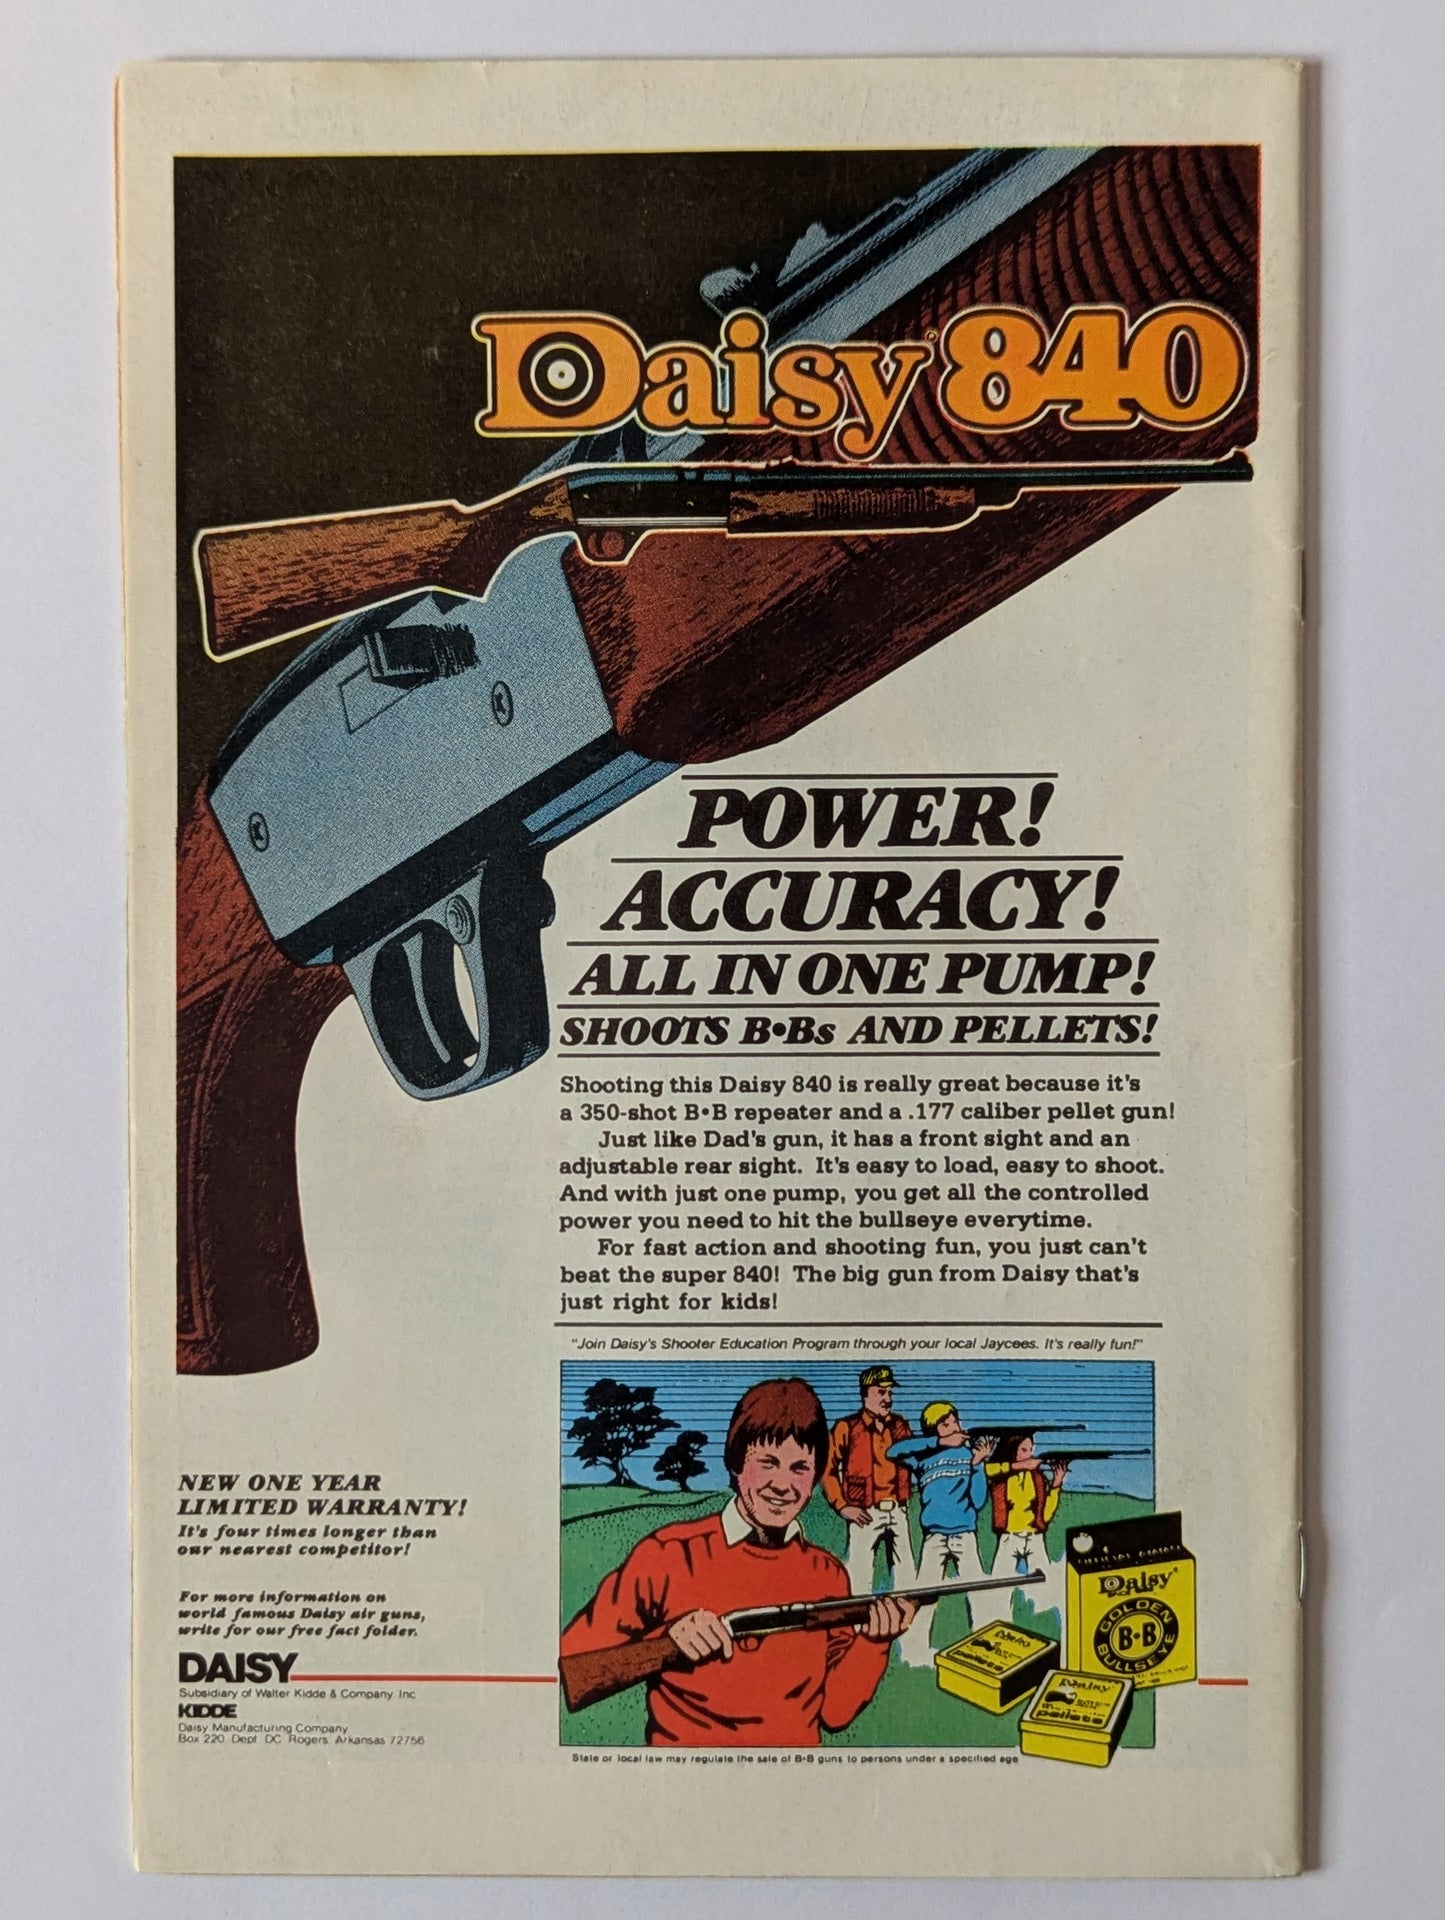 Daisy® 840
POWER!
ACCURACY!
ALL IN ONE PUMP!
SHOOTS B•Bs AND PELLETS!
Shooting this Daisy 840 is really great because it's
a 350-shot B•B repeater and a .177 caliber pellet gun!
Just like Dad's gun, it has a front sight and an
adjustable rear sight. It's easy to load, easy to shoot.
And with just one pump, you get all the controlled
power you need to hit the bullseye everytime.
For fast action and shooting fun, you just can't
beat the super 840! The big gun from Daisy that's
just right for kids!
"Join Daisy's Shooter Education Program through your local Jaycees. It's really fun!"
NEW ONE YEAR
LIMITED WARRANTY!
It's four times longer than
our nearest competitor!
For more information on
world famous Daisy air guns,
write for our free fact folder.
DAISY
Subsidiary of Walter Kidde & Company Inc
KIDDE
Daisy Manufacturing Company
Box 220 Dept DC Rogers Arkansas 72756
Daisy®
GOLDEN
B•B
BULLSEYE
Daisy
pellets
Daisy
pellets
State or local law may regulate the sale of B•B guns to persons under a specified age